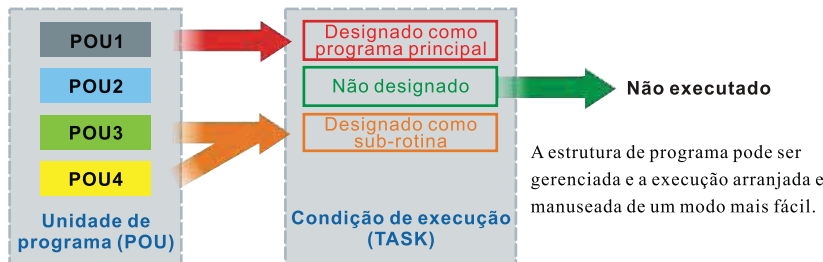 POU1
POU2
POU3
POU4
Unidade de
programa (POU)
Designado como
programa principal
Não designado
Designado como
sub-rotina
Condição de execução
(TASK)
Não executado
A estrutura de programa pode ser
gerenciada e a execução arranjada e
manuseada de um modo mais fácil.